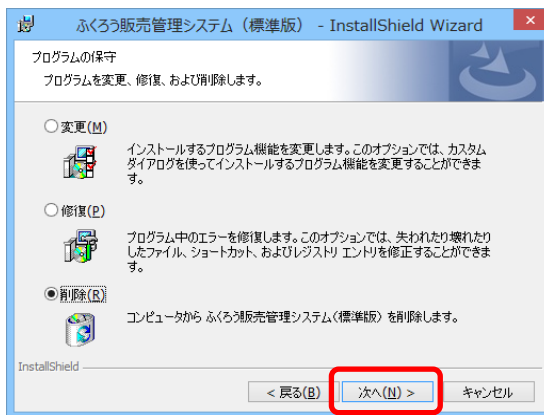 ふくろう販売管理システム（標準版） - InstallShield Wizard
プログラムの保守
プログラムを変更、修復、および削除します。
変更(M)
インストールするプログラム機能を変更します。このオプションでは、カスタム
ダイアログを使ってインストールするプログラム機能を変更することができま
す。
修復(P)
プログラム中のエラーを修復します。このオプションでは、失われたり壊れたり
したファイル、ショートカット、およびレジストリ エントリを修正することができま
す。
削除(R)
コンピュータから ふくろう販売管理システム（標準版） を削除します。
InstallShield
< 戻る(B)
次へ(N) >
キャンセル